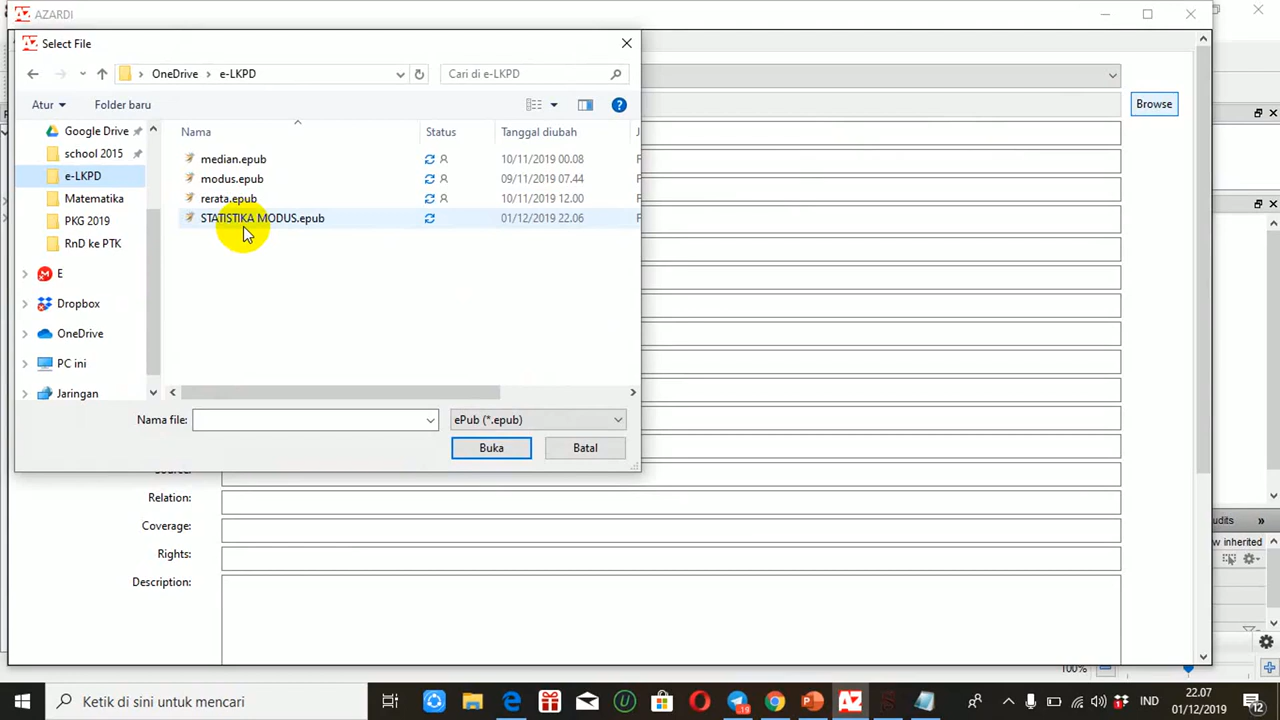 AZARDI
Select File
OneDrive
e-LKPD
Cari di e-LKPD
Atur
Folder baru
Browse
Google Drive
school 2015
e-LKPD
Matematika
PKG 2019
RnD ke PTK
E
Dropbox
OneDrive
PC ini
Jaringan
Nama
Status
Tanggal diubah
median.epub
10/11/2019 00.08
modus.epub
09/11/2019 07.44
rerata.epub
10/11/2019 12.00
STATISTIKA MODUS.epub
01/12/2019 22.06
Nama file:
ePub (*.epub)
Buka
Batal
Relation:
Coverage:
Rights:
Description:
udits
w inherited
100%
Ketik di sini untuk mencari
IND
22.07
01/12/2019
12